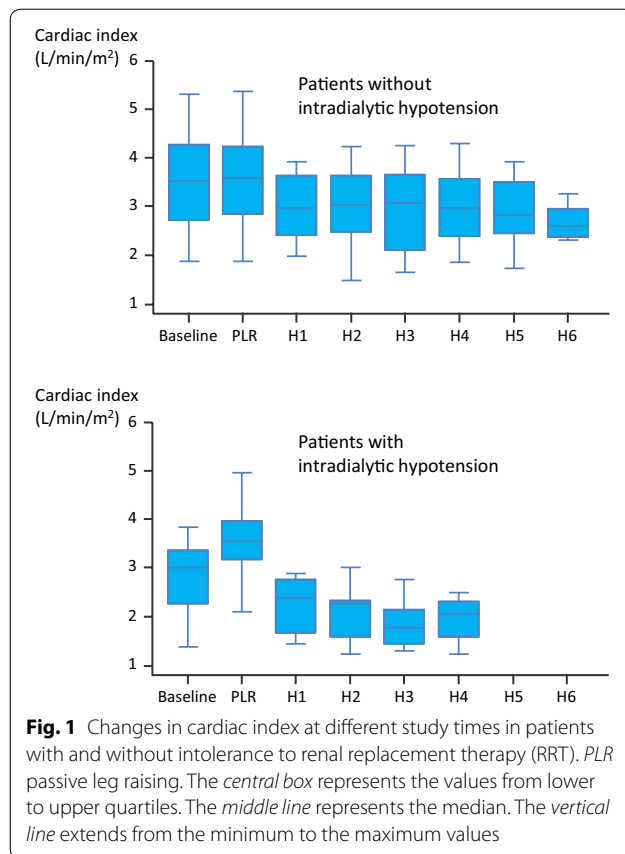 Cardiac index
(L/min/m²)
6
Patients without
intradialytic hypotension
5
4
3
2
1
Baseline PLR H1 H2 H3 H4 H5 H6
Cardiac index
(L/min/m²)
6
Patients with
intradialytic hypotension
5
4
3
2
1
Baseline PLR H1 H2 H3 H4 H5 H6
Fig. 1 Changes in cardiac index at different study times in patients
with and without intolerance to renal replacement therapy (RRT). PLR
passive leg raising. The central box represents the values from lower
to upper quartiles. The middle line represents the median. The vertical
line extends from the minimum to the maximum values